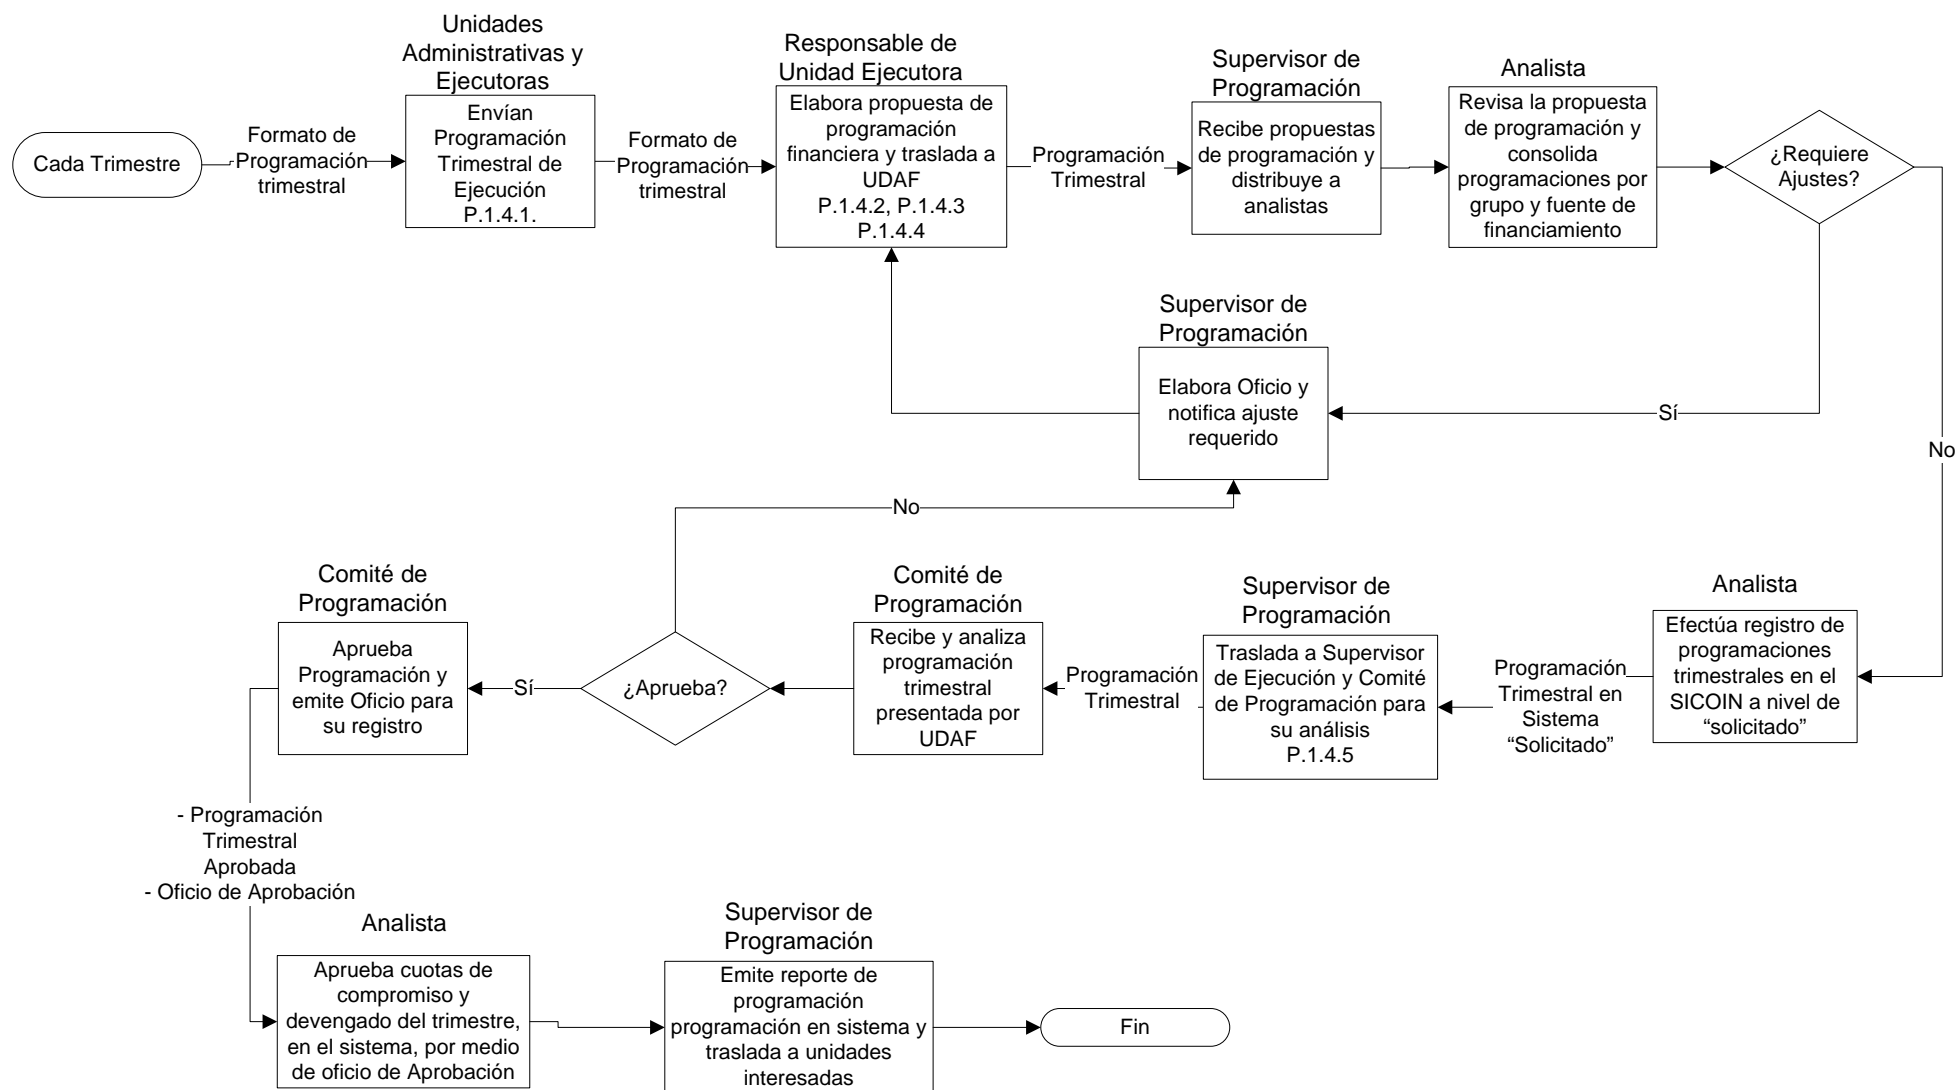 Cada Trimestre
Formato de
Programación
trimestral
Unidades
Administrativas y
Ejecutoras
Envían
Programación
Trimestral de
Ejecución
P.1.4.1.
Formato de
Programación
trimestral
Responsable de
Unidad Ejecutora
Elabora propuesta de
programación
financiera y traslada a
UDAF
P.1.4.2, P.1.4.3
P.1.4.4
Programación
Trimestral
Supervisor de
Programación
Recibe propuestas
de programación y
distribuye a
analistas
Analista
Revisa la propuesta
de programación y
consolida
programaciones por
grupo y fuente de
financiamiento
¿Requiere
Ajustes?
Sí
No
Supervisor de
Programación
Elabora Oficio y
notifica ajuste
requerido
No
Analista
Efectúa registro de
programaciones
trimestrales en el
SICOIN a nivel de
“solicitado”
Programación
Trimestral en
Sistema
“Solicitado”
Supervisor de
Programación
Traslada a Supervisor
de Ejecución y Comité
de Programación para
su análisis
P.1.4.5
Programación
Trimestral
Comité de
Programación
Recibe y analiza
programación
trimestral
presentada por
UDAF
¿Aprueba?
Sí
Comité de
Programación
Aprueba
Programación y
emite Oficio para
su registro
- Programación
Trimestral
Aprobada
- Oficio de Aprobación
Analista
Aprueba cuotas de
compromiso y
devengado del trimestre,
en el sistema, por medio
de oficio de Aprobación
Supervisor de
Programación
Emite reporte de
programación
programación en sistema y
traslada a unidades
interesadas
Fin